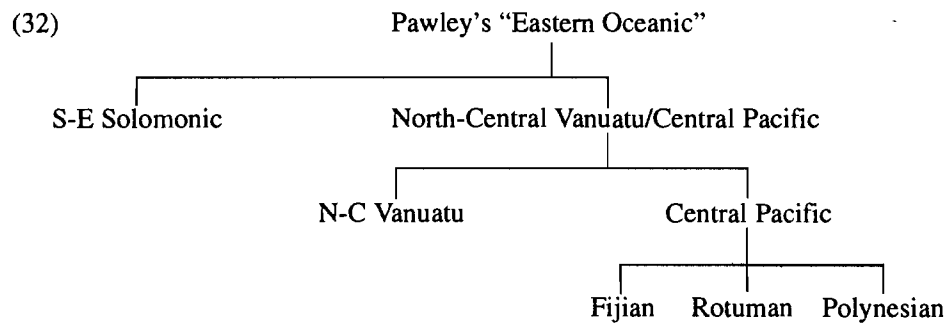 (32) Pawley's “Eastern Oceanic”
S-E Solomonic North-Central Vanuatu/Central Pacific
N-C Vanuatu Central Pacific
Fijian Rotuman Polynesian